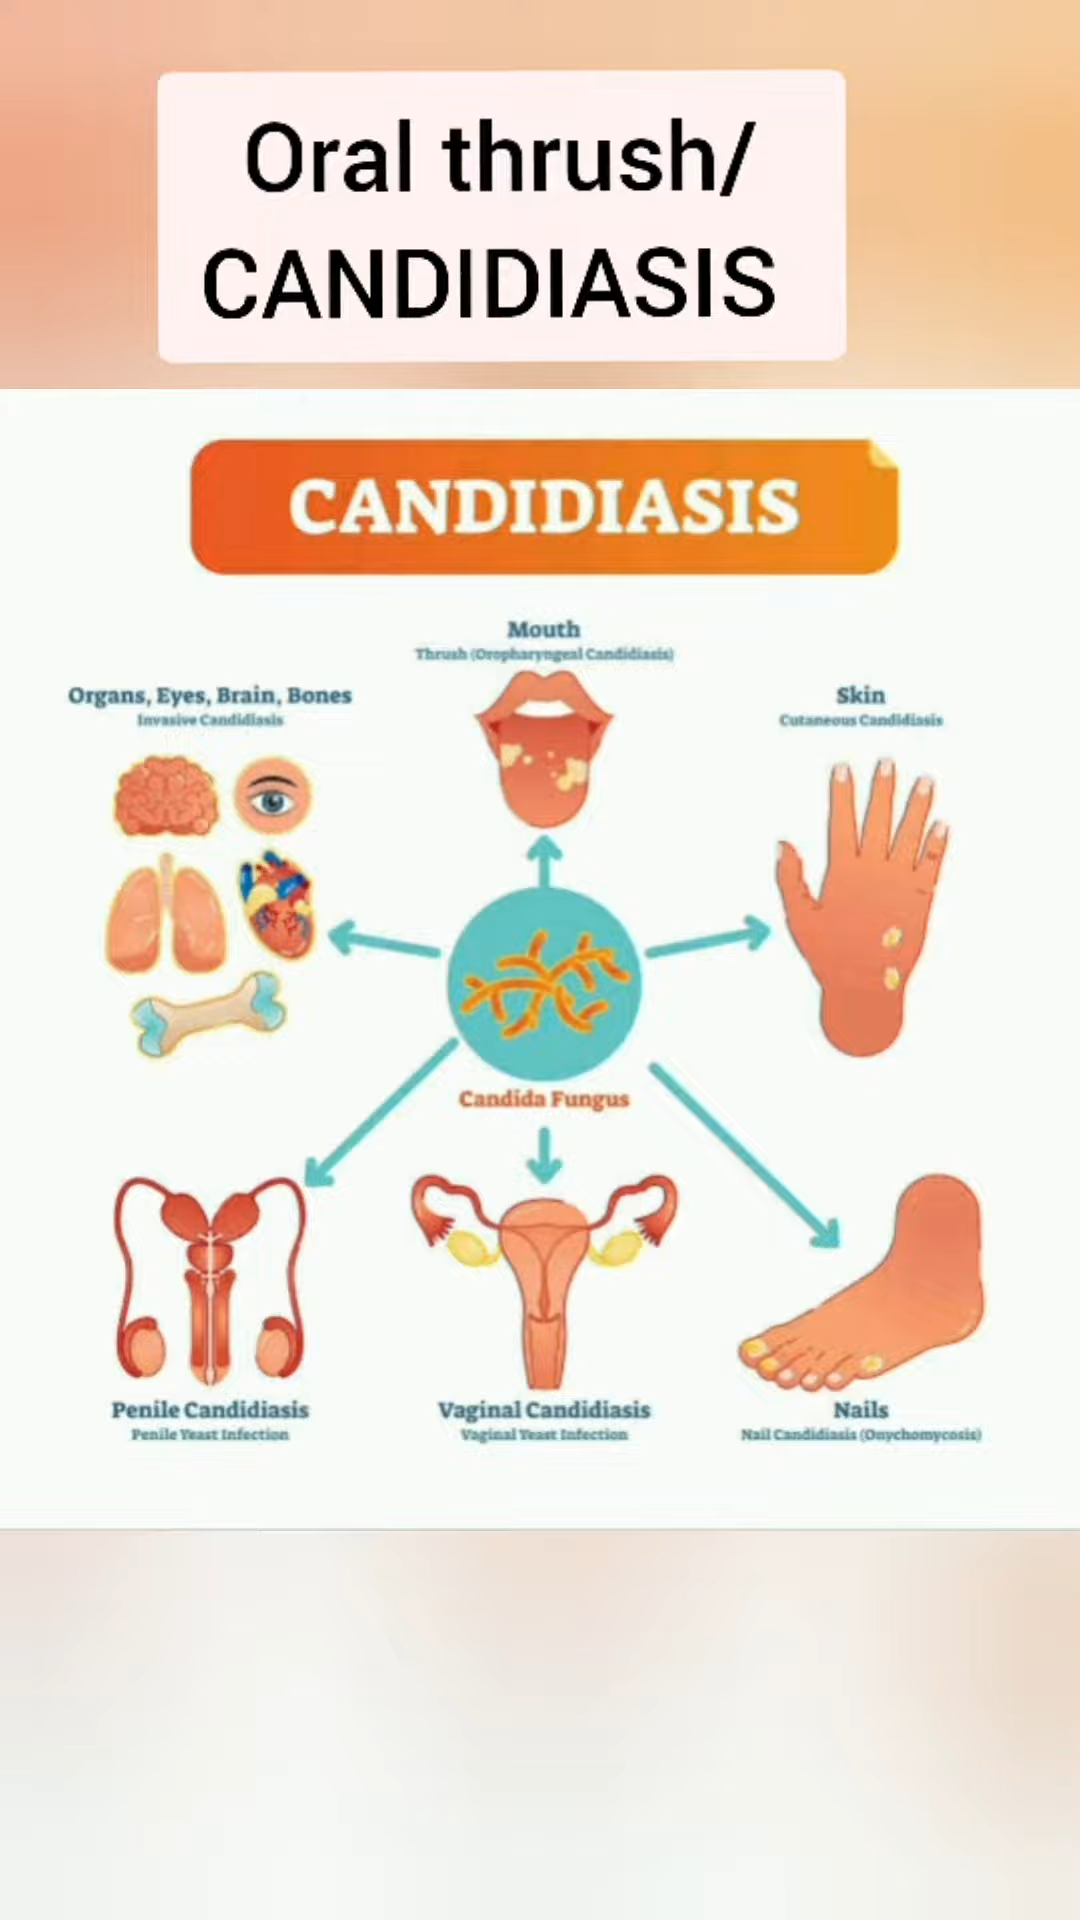 Oral thrush/
CANDIDIASIS
CANDIDIASIS
Mouth
Thrush (Oropharyngeal Candidiasis)
Organs, Eyes, Brain, Bones
Invasive Candidiasis
Skin
Cutaneous Candidiasis
Candida Fungus
Penile Candidiasis
Penile Yeast Infection
Vaginal Candidiasis
Vaginal Yeast Infection
Nails
Nail Candidiasis (Onychomycosis)